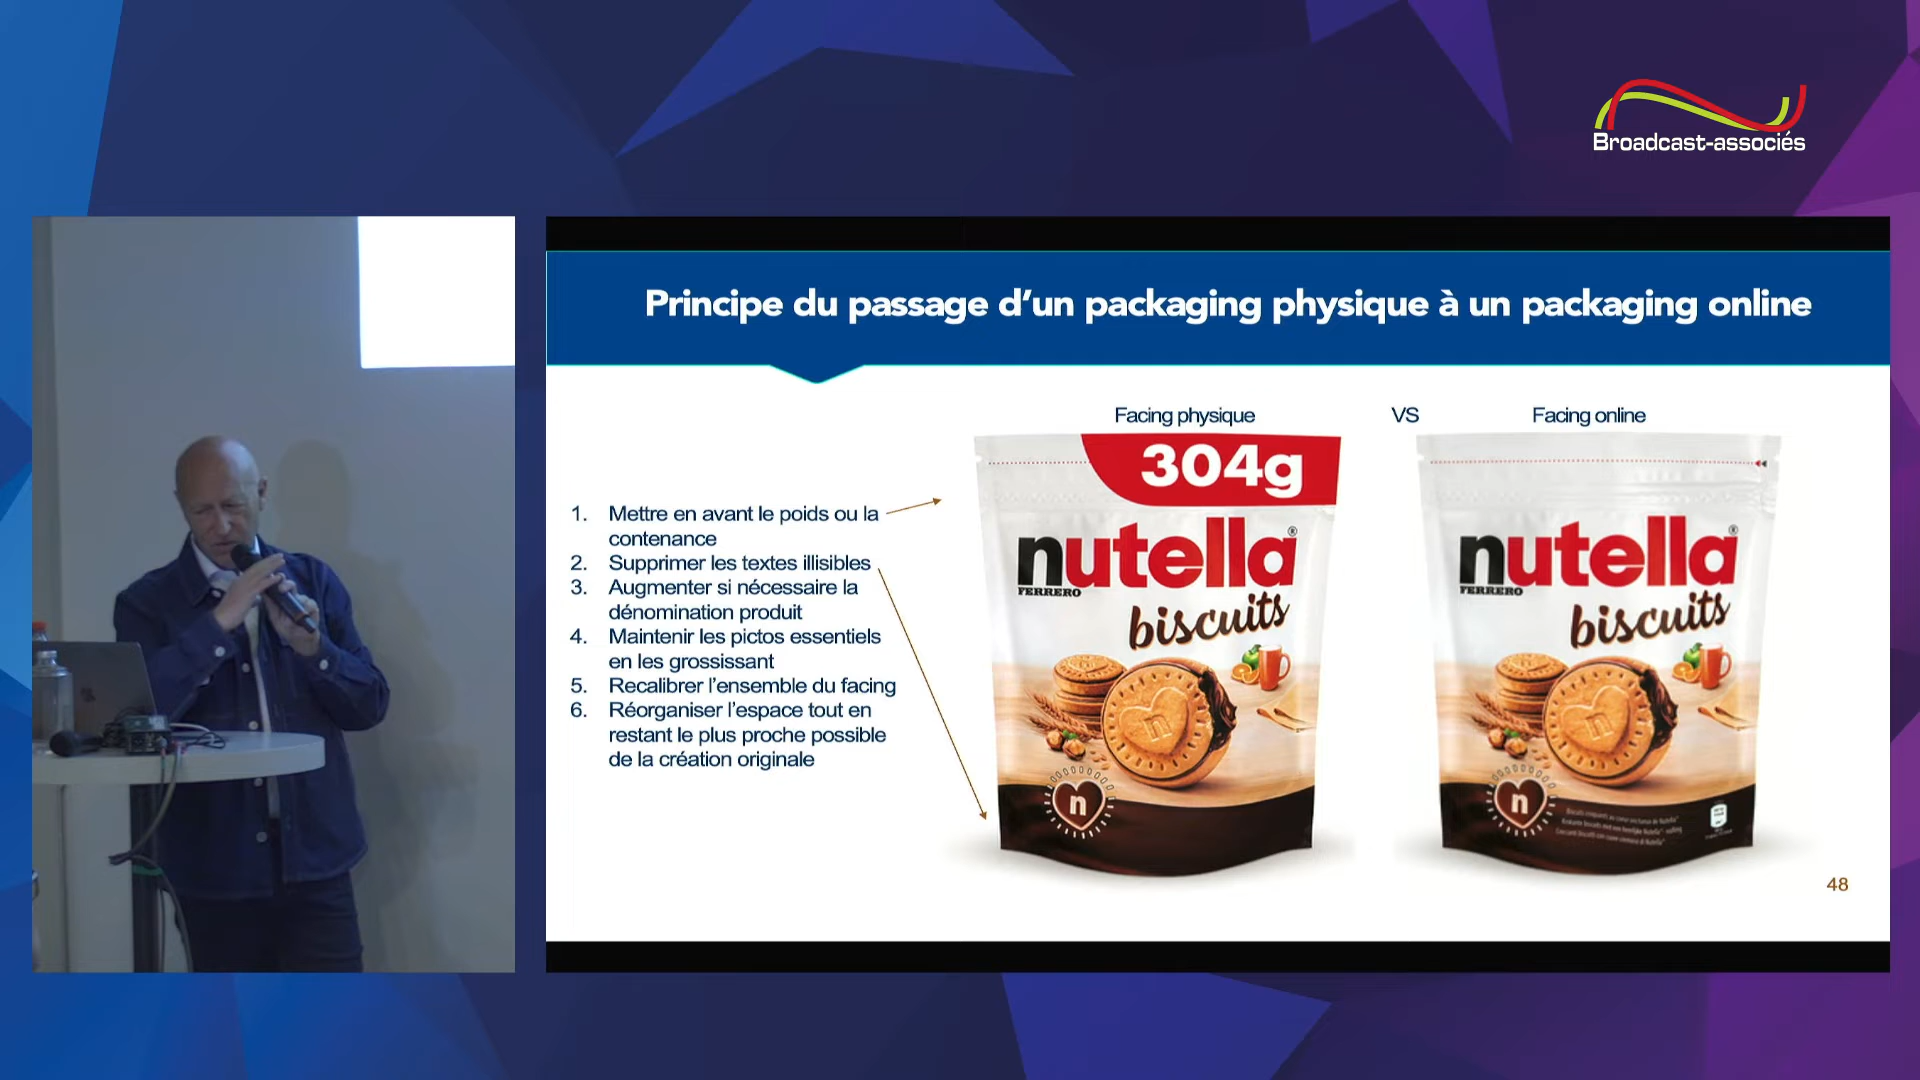 Broadcast-associés
Principe du passage d'un packaging physique à un packaging online
Facing physique
VS
Facing online
1. Mettre en avant le poids ou la
contenance
2. Supprimer les textes illisibles
3. Augmenter si nécessaire la
dénomination produit
4. Maintenir les pictos essentiels
en les grossissant
5. Recalibrer l'ensemble du facing
6. Réorganiser l'espace tout en
restant le plus proche possible
de la création originale
304g
nutella®
FERRERO
biscuits
n
n
nutella®
FERRERO
biscuits
n
n
48